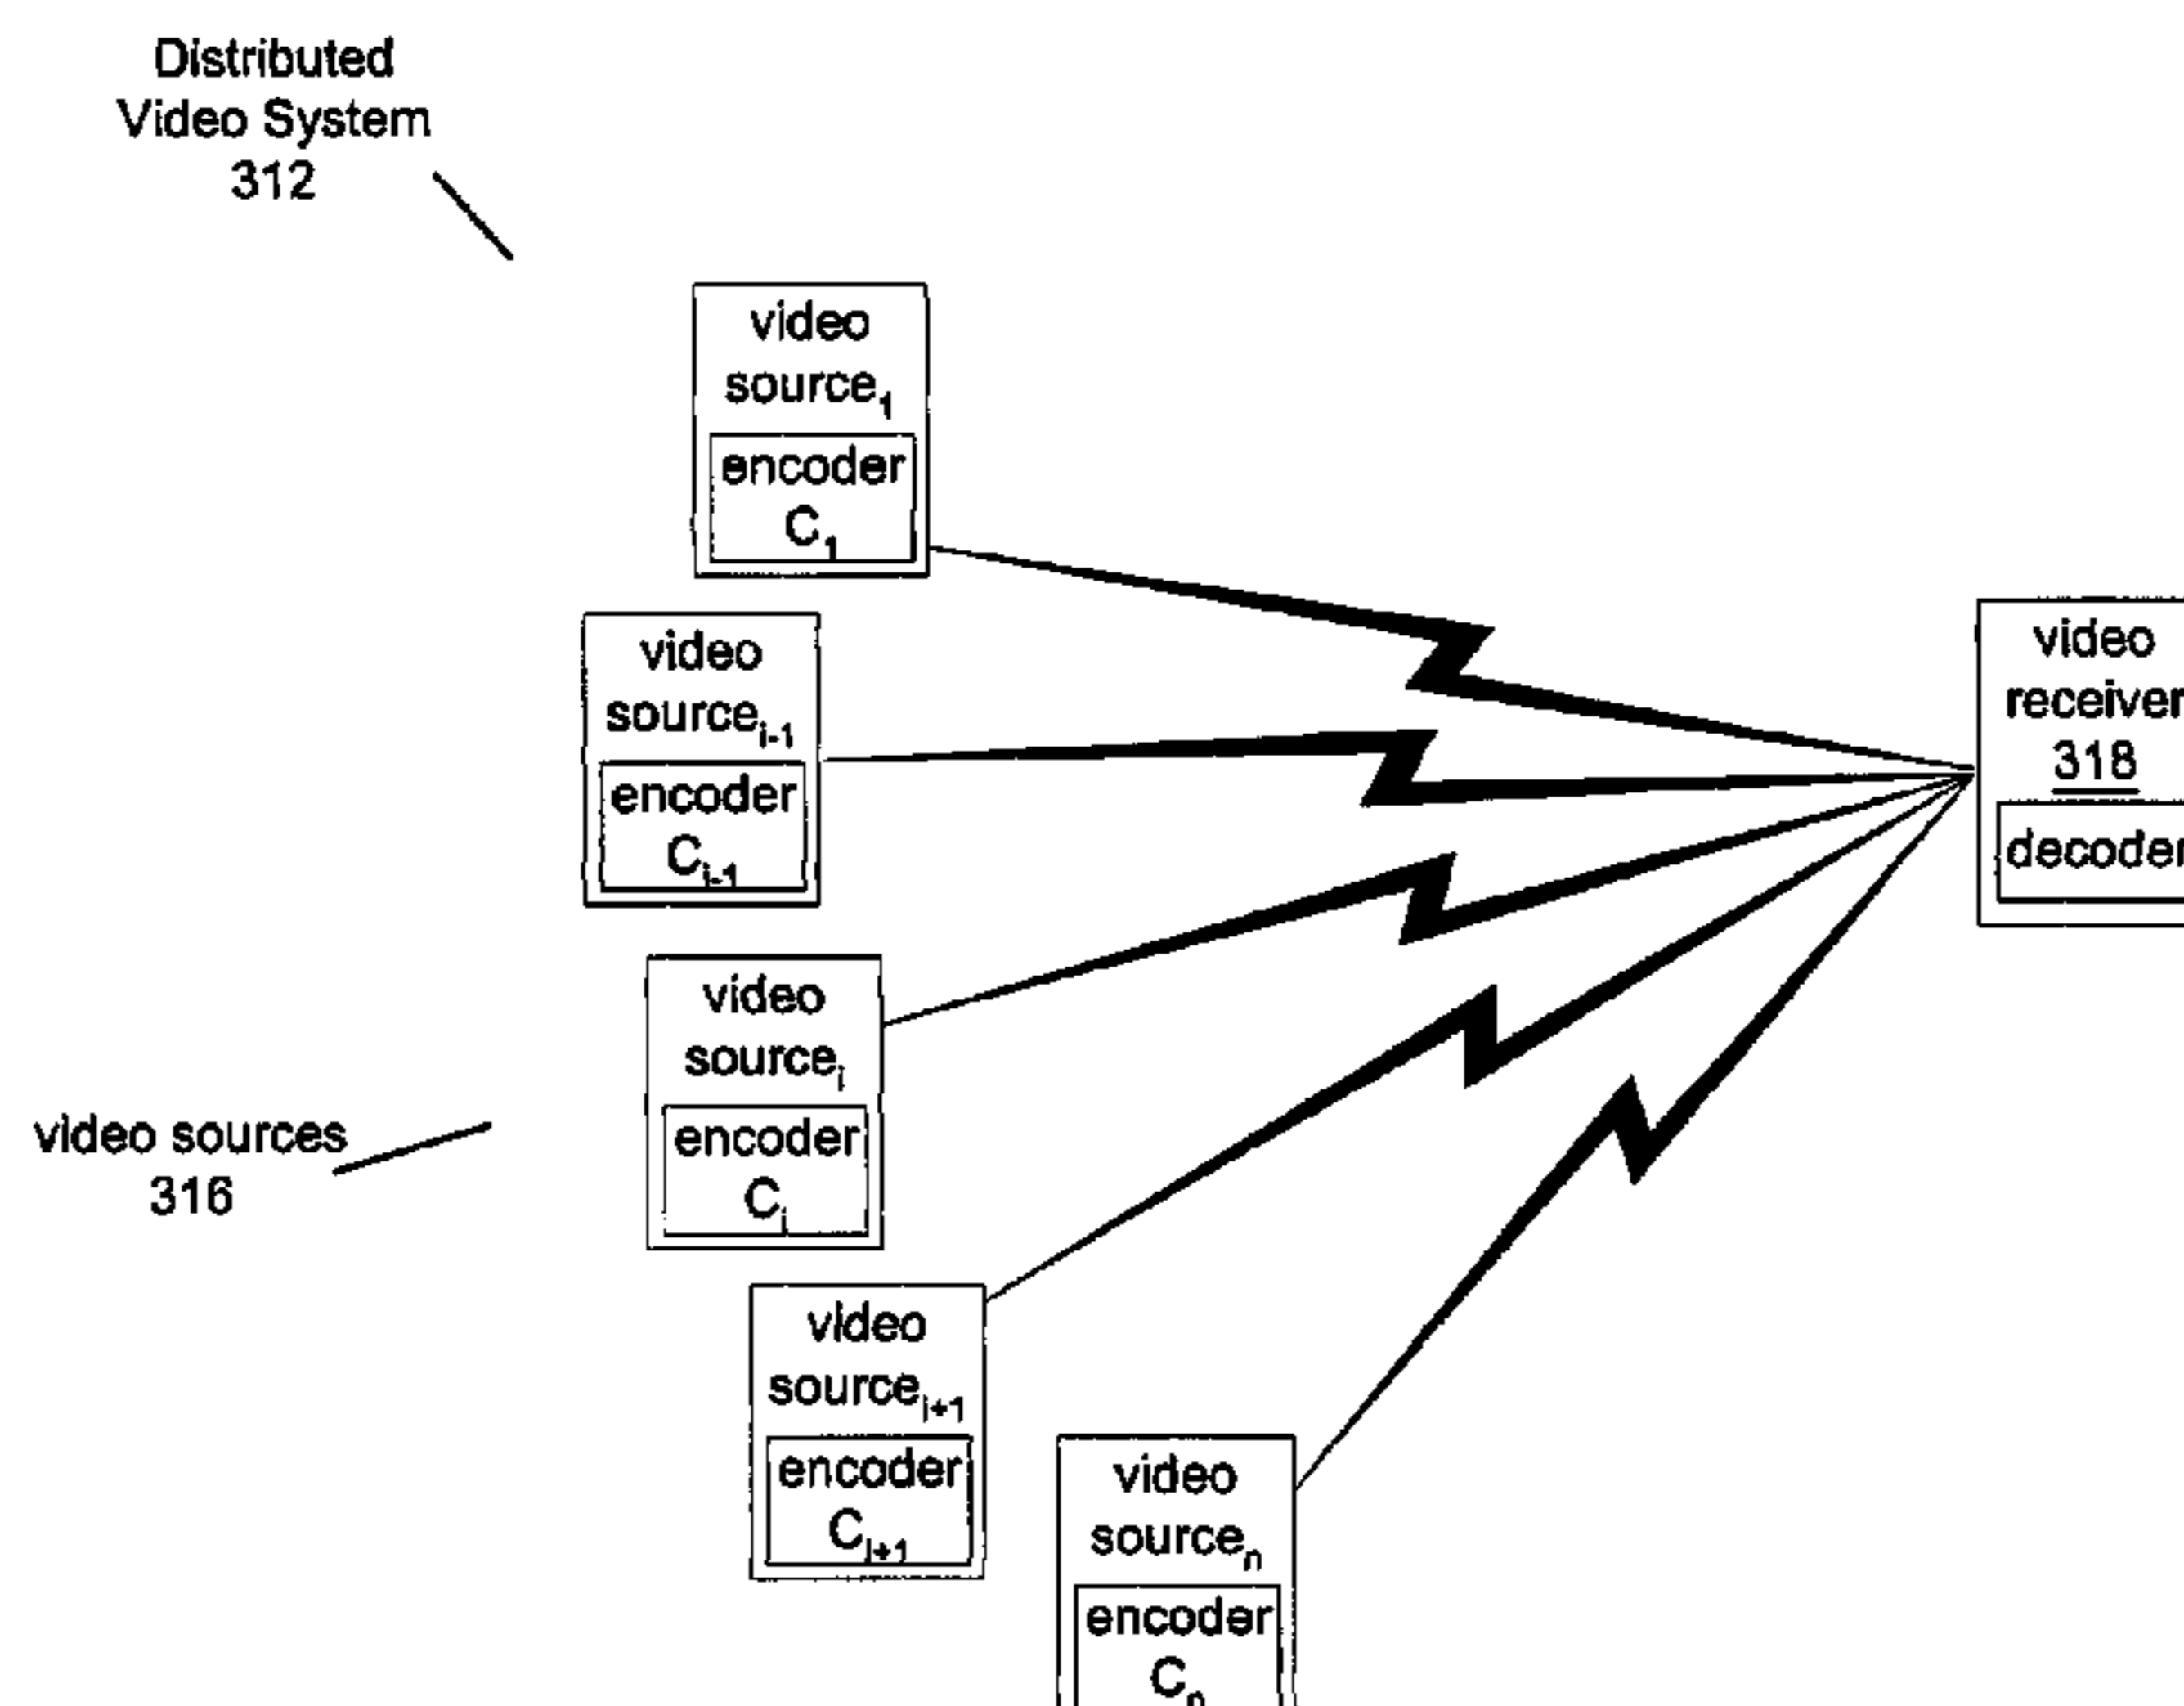 Distributed
Video System
312
video
source₁
encoder
C₁
video
sourceᵢ₋₁
encoder
Cᵢ₋₁
video
receiver
318
decoder
video
sourceᵢ
encoder
Cᵢ
video sources
316
video
sourceᵢ₊₁
encoder
Cᵢ₊₁
video
sourceₙ
encoder
Cₙ